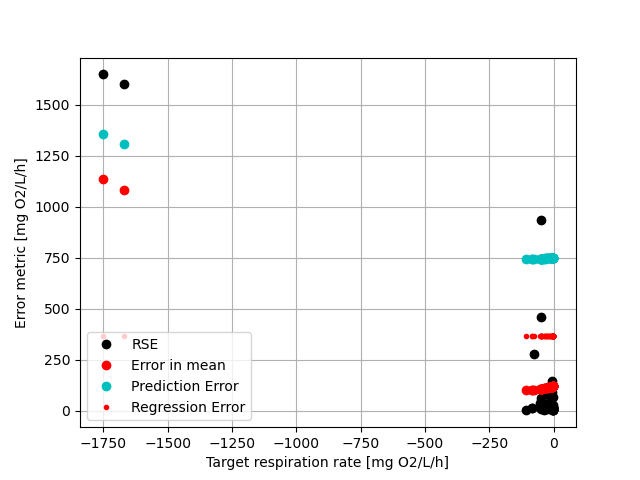 Error metric [mg O2/L/h]
1500
1250
1000
750
500
250
0
RSE
Error in mean
Prediction Error
Regression Error
−1750 −1500 −1250 −1000 −750 −500 −250 0
Target respiration rate [mg O2/L/h]